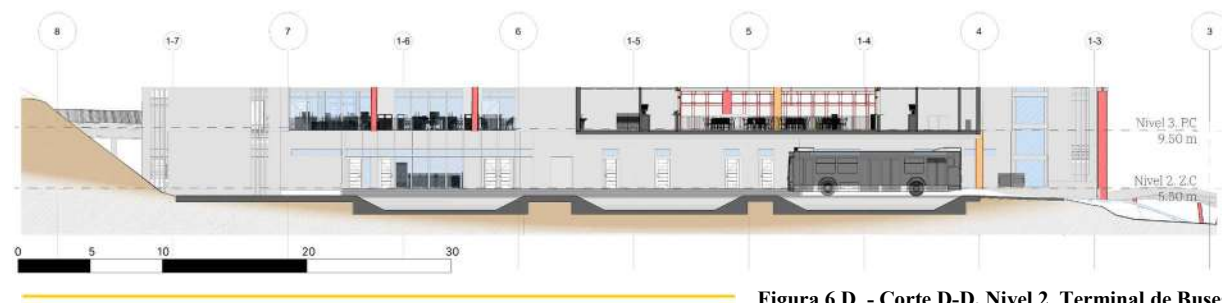 8 1-7 7 1-6 6 1-5 5 1-4 4 1-3 3
Nivel 3. P.C
9.50 m
Nivel 2. Z.C
5.50 m
0 5 10 20 30
Figura 6 D. - Corte D-D. Nivel 2. Terminal de Buse